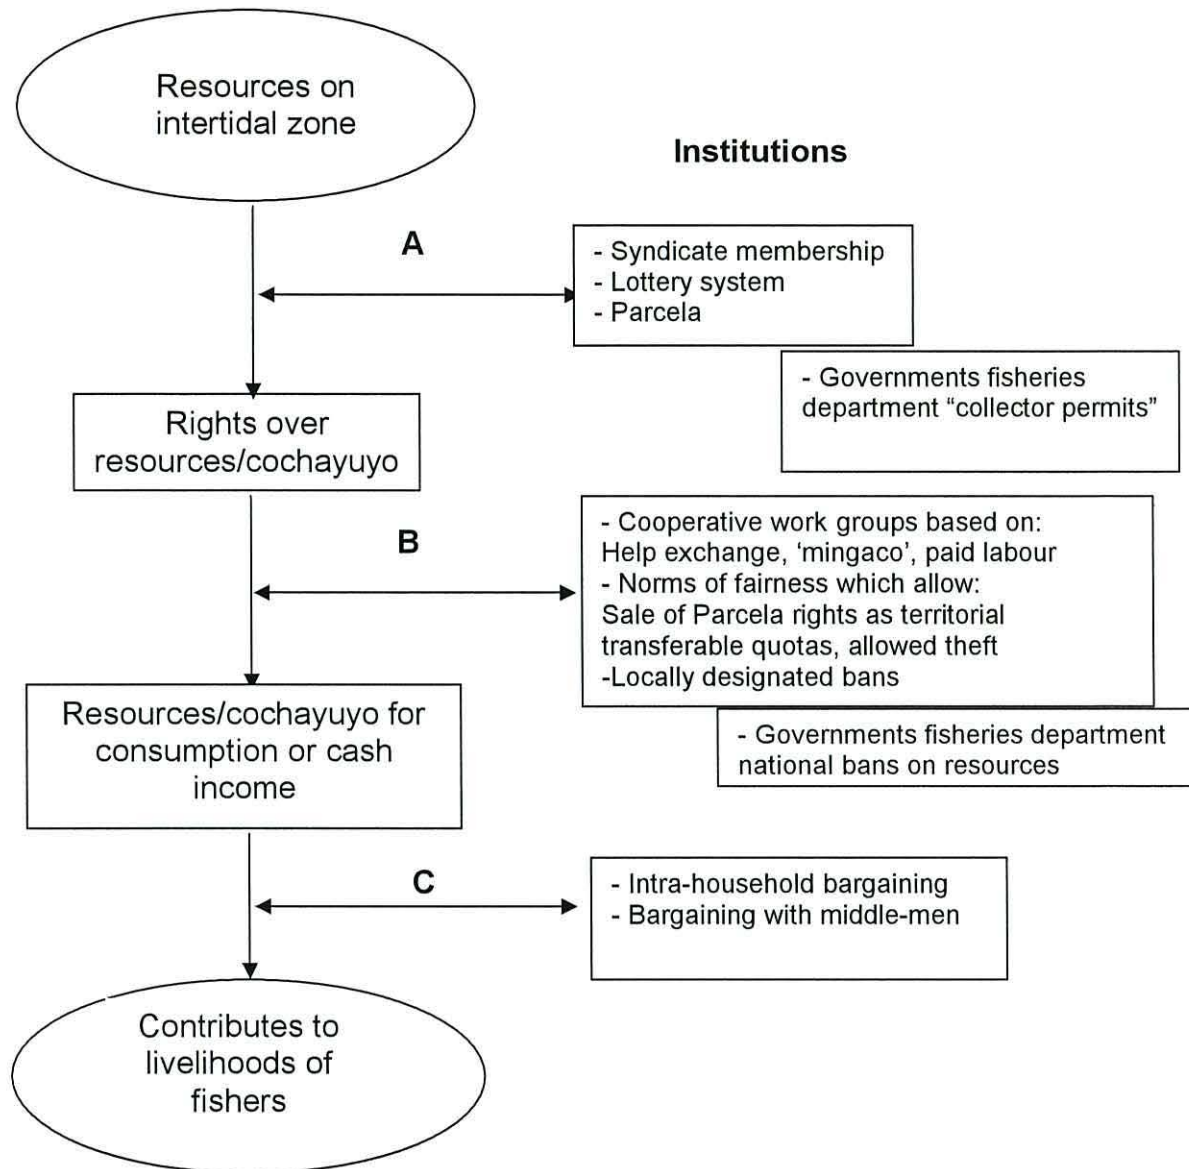 Resources on
intertidal zone
Institutions
A
- Syndicate membership
- Lottery system
- Parcela
- Governments fisheries
department “collector permits”
Rights over
resources/cochayuyo
B
- Cooperative work groups based on:
Help exchange, ‘mingaco’, paid labour
- Norms of fairness which allow:
Sale of Parcela rights as territorial
transferable quotas, allowed theft
-Locally designated bans
- Governments fisheries department
national bans on resources
Resources/cochayuyo for
consumption or cash
income
C
- Intra-household bargaining
- Bargaining with middle-men
Contributes to
livelihoods of
fishers